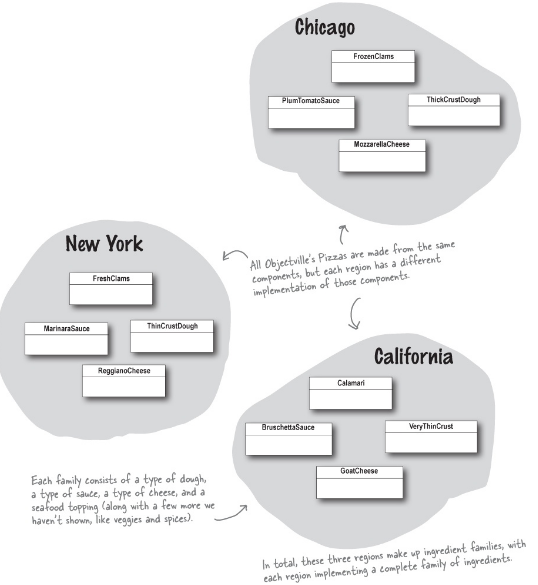 Chicago
FrozenClams
PlumTomatoSauce
ThickCrustDough
MozzarellaCheese
All Objectville's Pizzas are made from the same
components, but each region has a different
implementation of those components.
New York
FreshClams
MarinaraSauce
ThinCrustDough
ReggianoCheese
California
Calamari
BruschettaSauce
VeryThinCrust
GoatCheese
Each family consists of a type of dough,
a type of sauce, a type of cheese, and a
seafood topping (along with a few more we
haven't shown, like veggies and spices).
In total, these three regions make up ingredient families, with
each region implementing a complete family of ingredients.